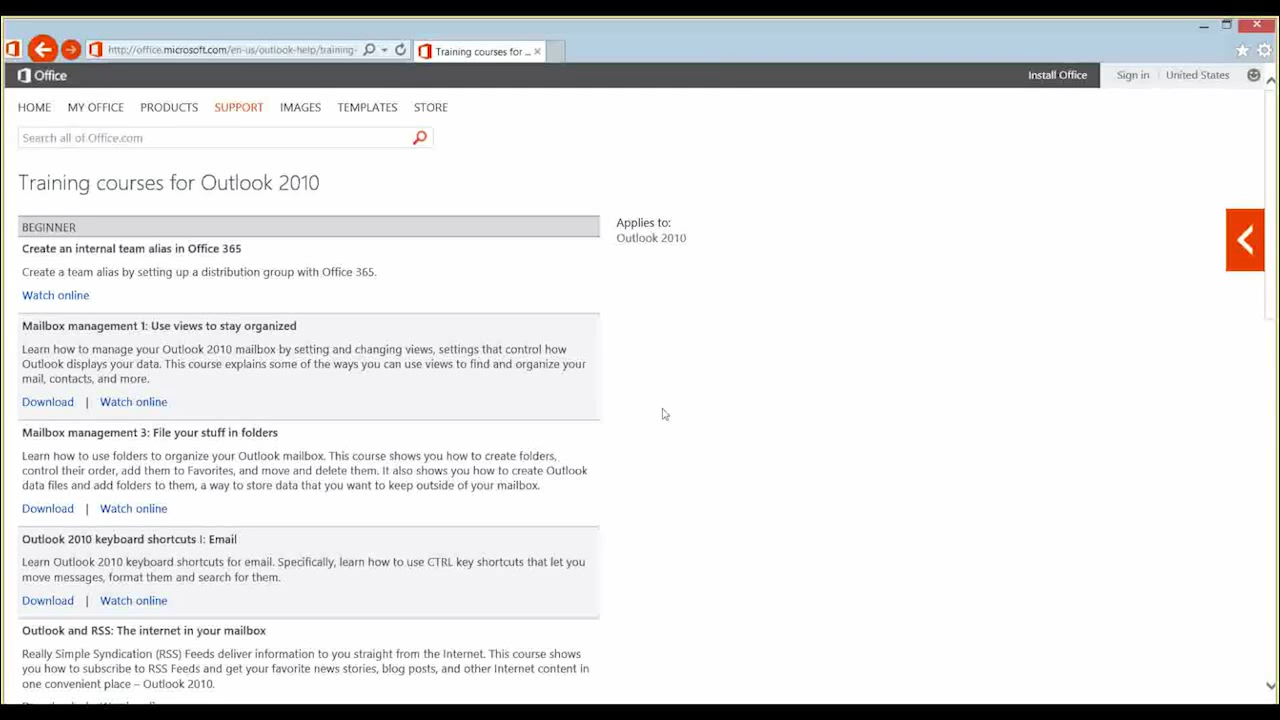 http://office.microsoft.com/en-us/outlook-help/training-
Training courses for ...
Office
Install Office
Sign in
United States
HOME MY OFFICE PRODUCTS SUPPORT IMAGES TEMPLATES STORE
Search all of Office.com
Training courses for Outlook 2010
BEGINNER
Create an internal team alias in Office 365
Create a team alias by setting up a distribution group with Office 365.
Watch online
Mailbox management 1: Use views to stay organized
Learn how to manage your Outlook 2010 mailbox by setting and changing views, settings that control how
Outlook displays your data. This course explains some of the ways you can use views to find and organize your
mail, contacts, and more.
Download | Watch online
Mailbox management 3: File your stuff in folders
Learn how to use folders to organize your Outlook mailbox. This course shows you how to create folders,
control their order, add them to Favorites, and move and delete them. It also shows you how to create Outlook
data files and add folders to them, a way to store data that you want to keep outside of your mailbox.
Download | Watch online
Outlook 2010 keyboard shortcuts I: Email
Learn Outlook 2010 keyboard shortcuts for email. Specifically, learn how to use CTRL key shortcuts that let you
move messages, format them and search for them.
Download | Watch online
Outlook and RSS: The internet in your mailbox
Really Simple Syndication (RSS) Feeds deliver information to you straight from the Internet. This course shows
you how to subscribe to RSS Feeds and get your favorite news stories, blog posts, and other Internet content in
one convenient place – Outlook 2010.
Applies to:
Outlook 2010